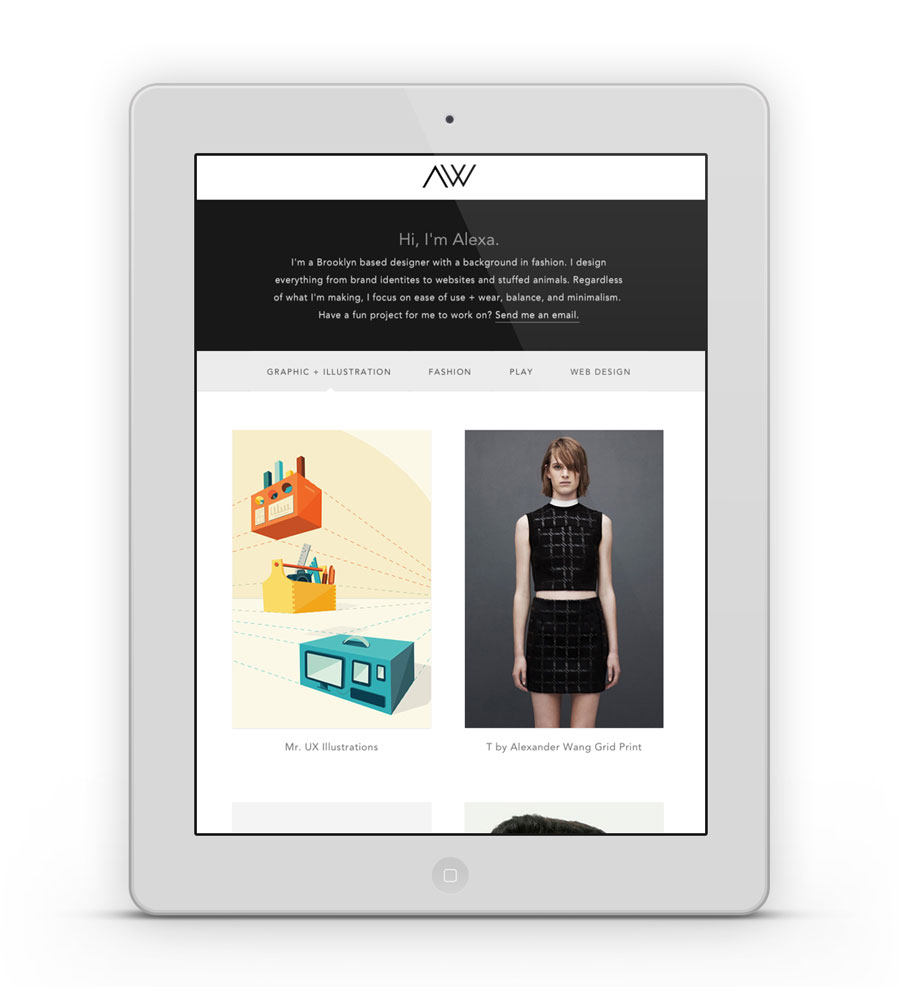 AW
Hi, I'm Alexa.
I'm a Brooklyn based designer with a background in fashion. I design
everything from brand identites to websites and stuffed animals. Regardless
of what I'm making, I focus on ease of use + wear, balance, and minimalism.
Have a fun project for me to work on? Send me an email.
GRAPHIC + ILLUSTRATION FASHION PLAY WEB DESIGN
Mr. UX Illustrations T by Alexander Wang Grid Print